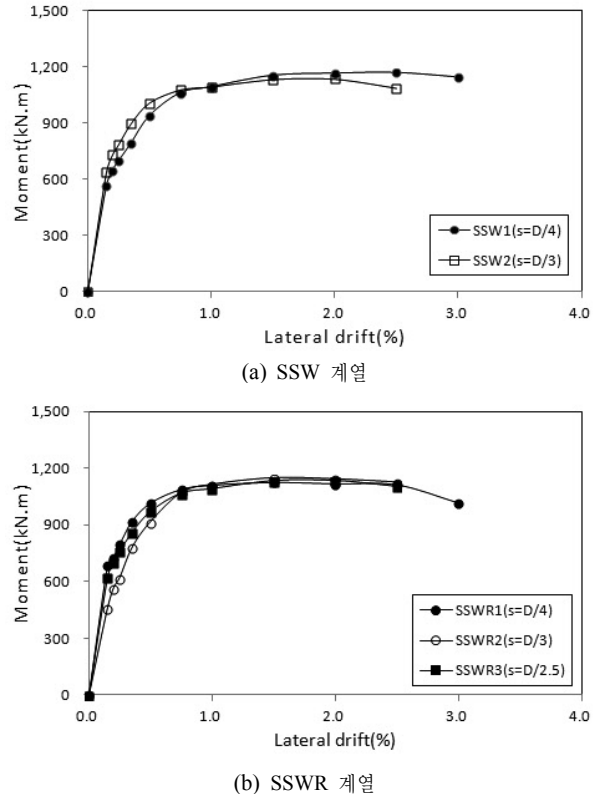 1,500
1,200
900
600
300
0
Moment(kN.m)
SSW1(s=D/4)
SSW2(s=D/3)
0.0 1.0 2.0 3.0 4.0
Lateral drift(%)
(a) SSW 계열
1,500
1,200
900
600
300
0
Moment(kN.m)
SSWR1(s=D/4)
SSWR2(s=D/3)
SSWR3(s=D/2.5)
0.0 1.0 2.0 3.0 4.0
Lateral drift(%)
(b) SSWR 계열